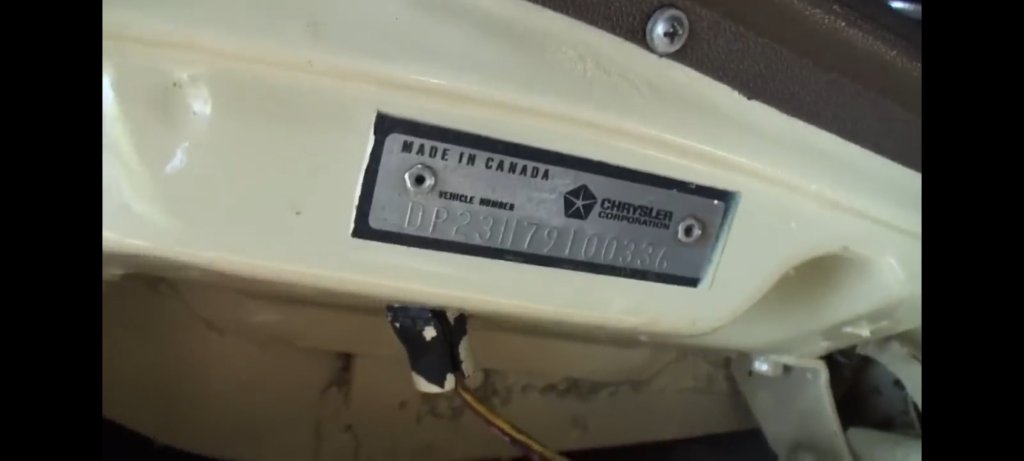 MADE IN CANADA
VEHICLE NUMBER
CHRYSLER
CORPORATION
DP23H79100336